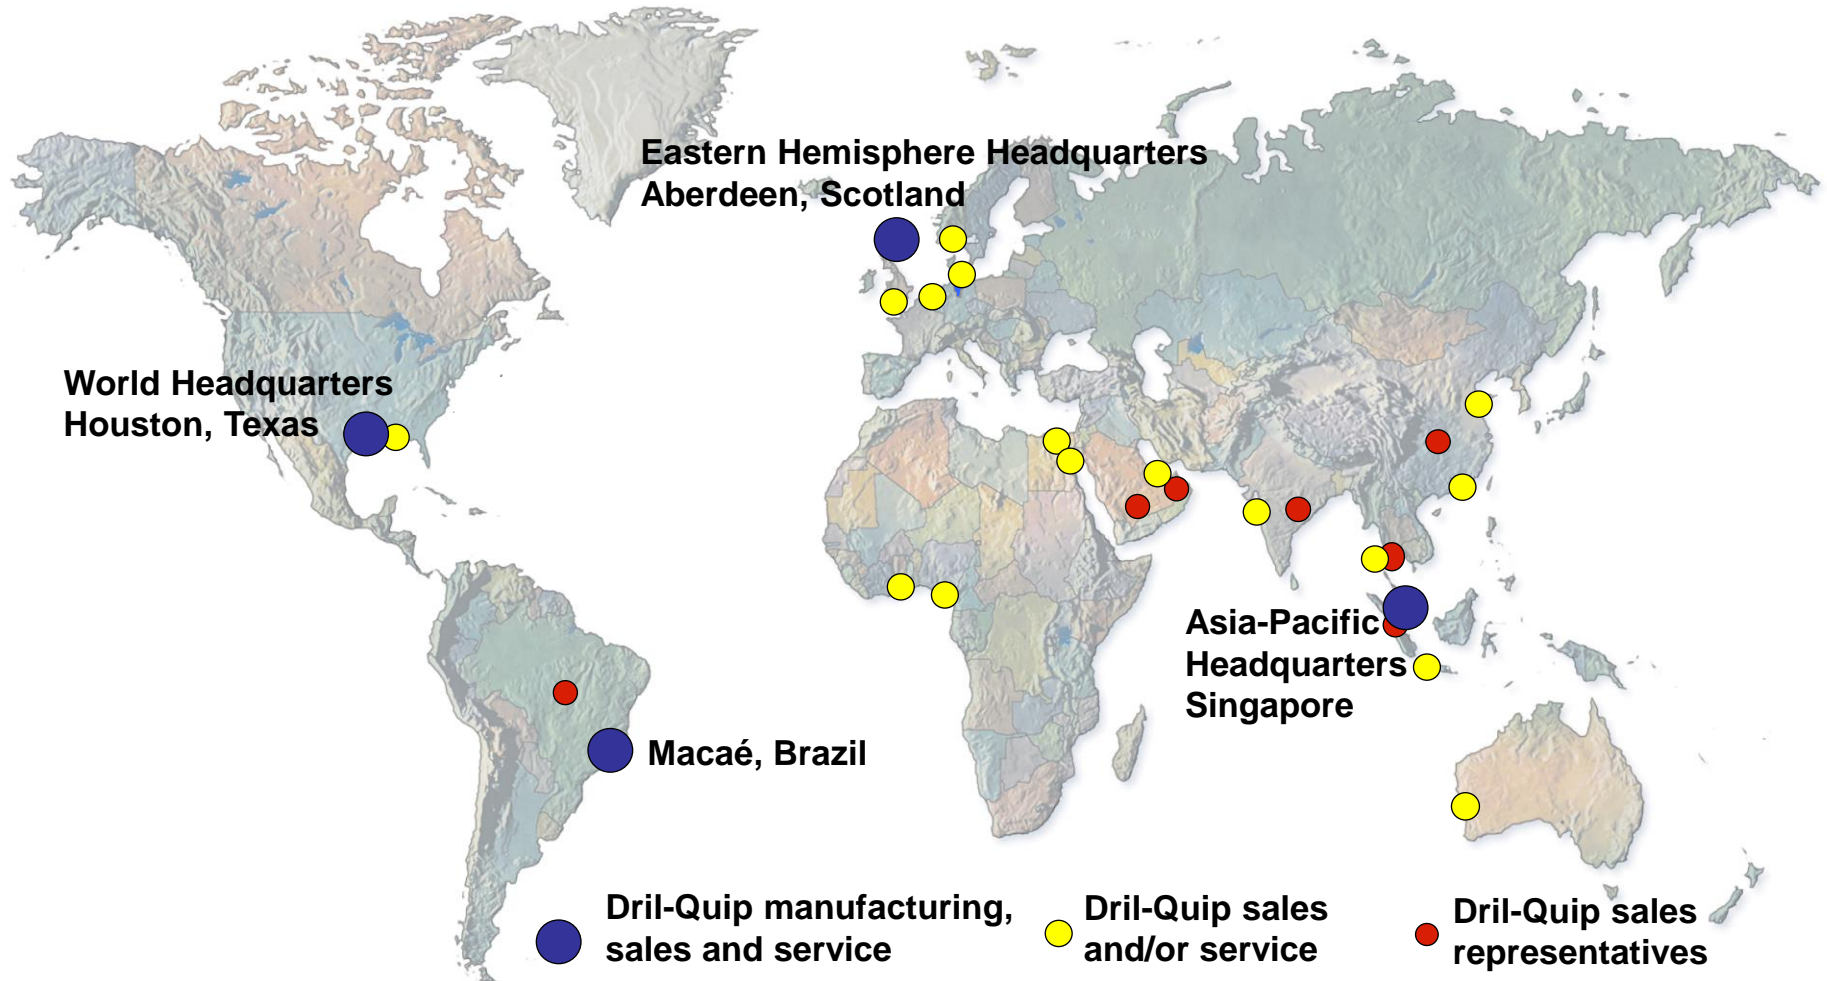 Eastern Hemisphere Headquarters
Aberdeen, Scotland
World Headquarters
Houston, Texas
Asia-Pacific
Headquarters
Singapore
Macaé, Brazil
Dril-Quip manufacturing,
sales and service
Dril-Quip sales
and/or service
Dril-Quip sales
representatives